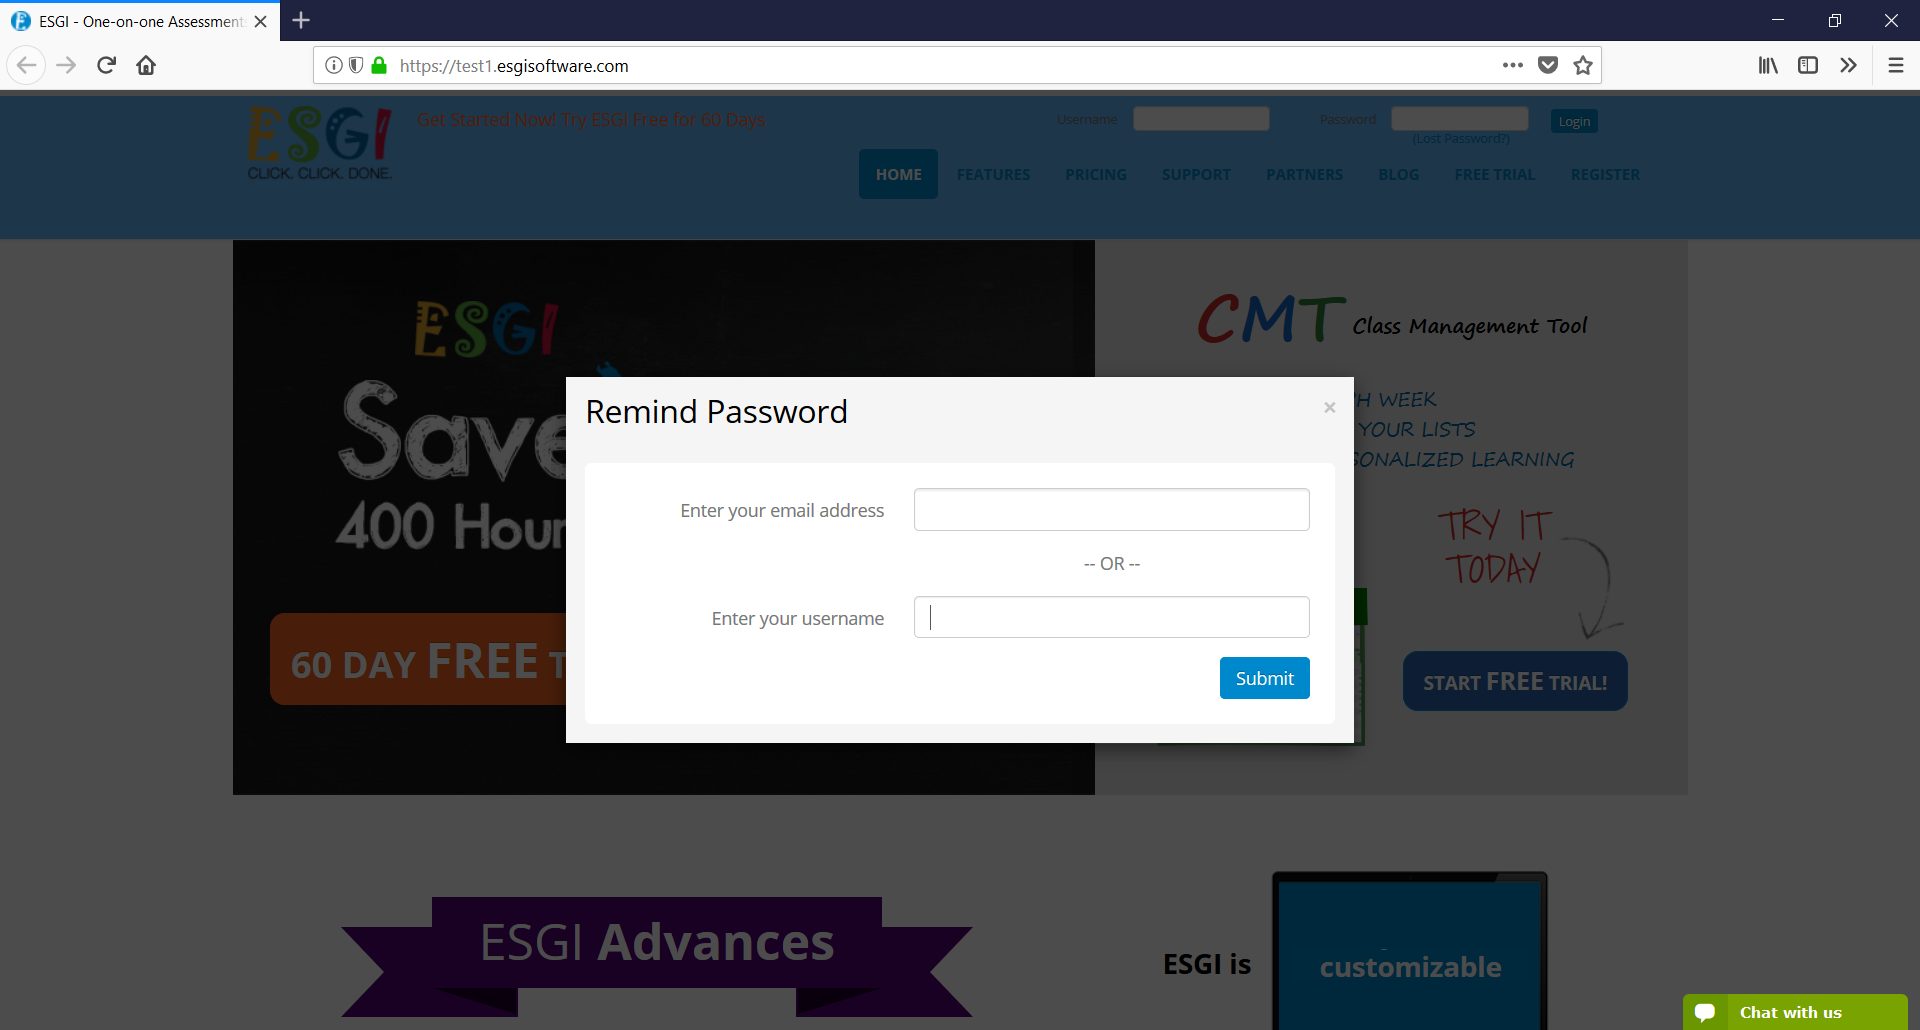 ESGI - One-on-one Assessment
https://test1.esgisoftware.com
ESGI
CLICK. CLICK. DONE.
Get Started Now! Try ESGI Free for 60 Days
Username
Password
Login
(Lost Password?)
HOME FEATURES PRICING SUPPORT PARTNERS BLOG FREE TRIAL REGISTER
ESGI
Save
400 Hour
60 DAY FREE T
CMT Class Management Tool
H WEEK
YOUR LISTS
SONALIZED LEARNING
TRY IT
TODAY
START FREE TRIAL!
Remind Password
×
Enter your email address
-- OR --
Enter your username
Submit
ESGI Advances
ESGI is
customizable
Chat with us